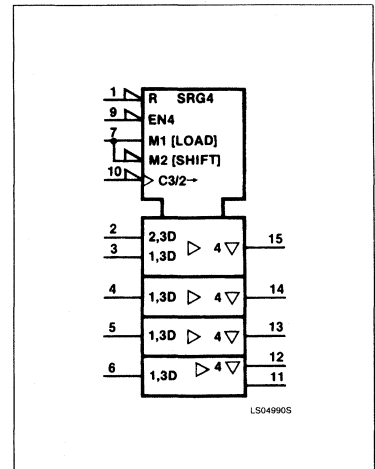 1 R SRG4
9 EN4
7 M1 [LOAD]
M2 [SHIFT]
10 C3/2→
2 2,3D 4 15
3 1,3D
4 1,3D 4 14
5 1,3D 4 13
6 1,3D 4 12
11
LS04990S